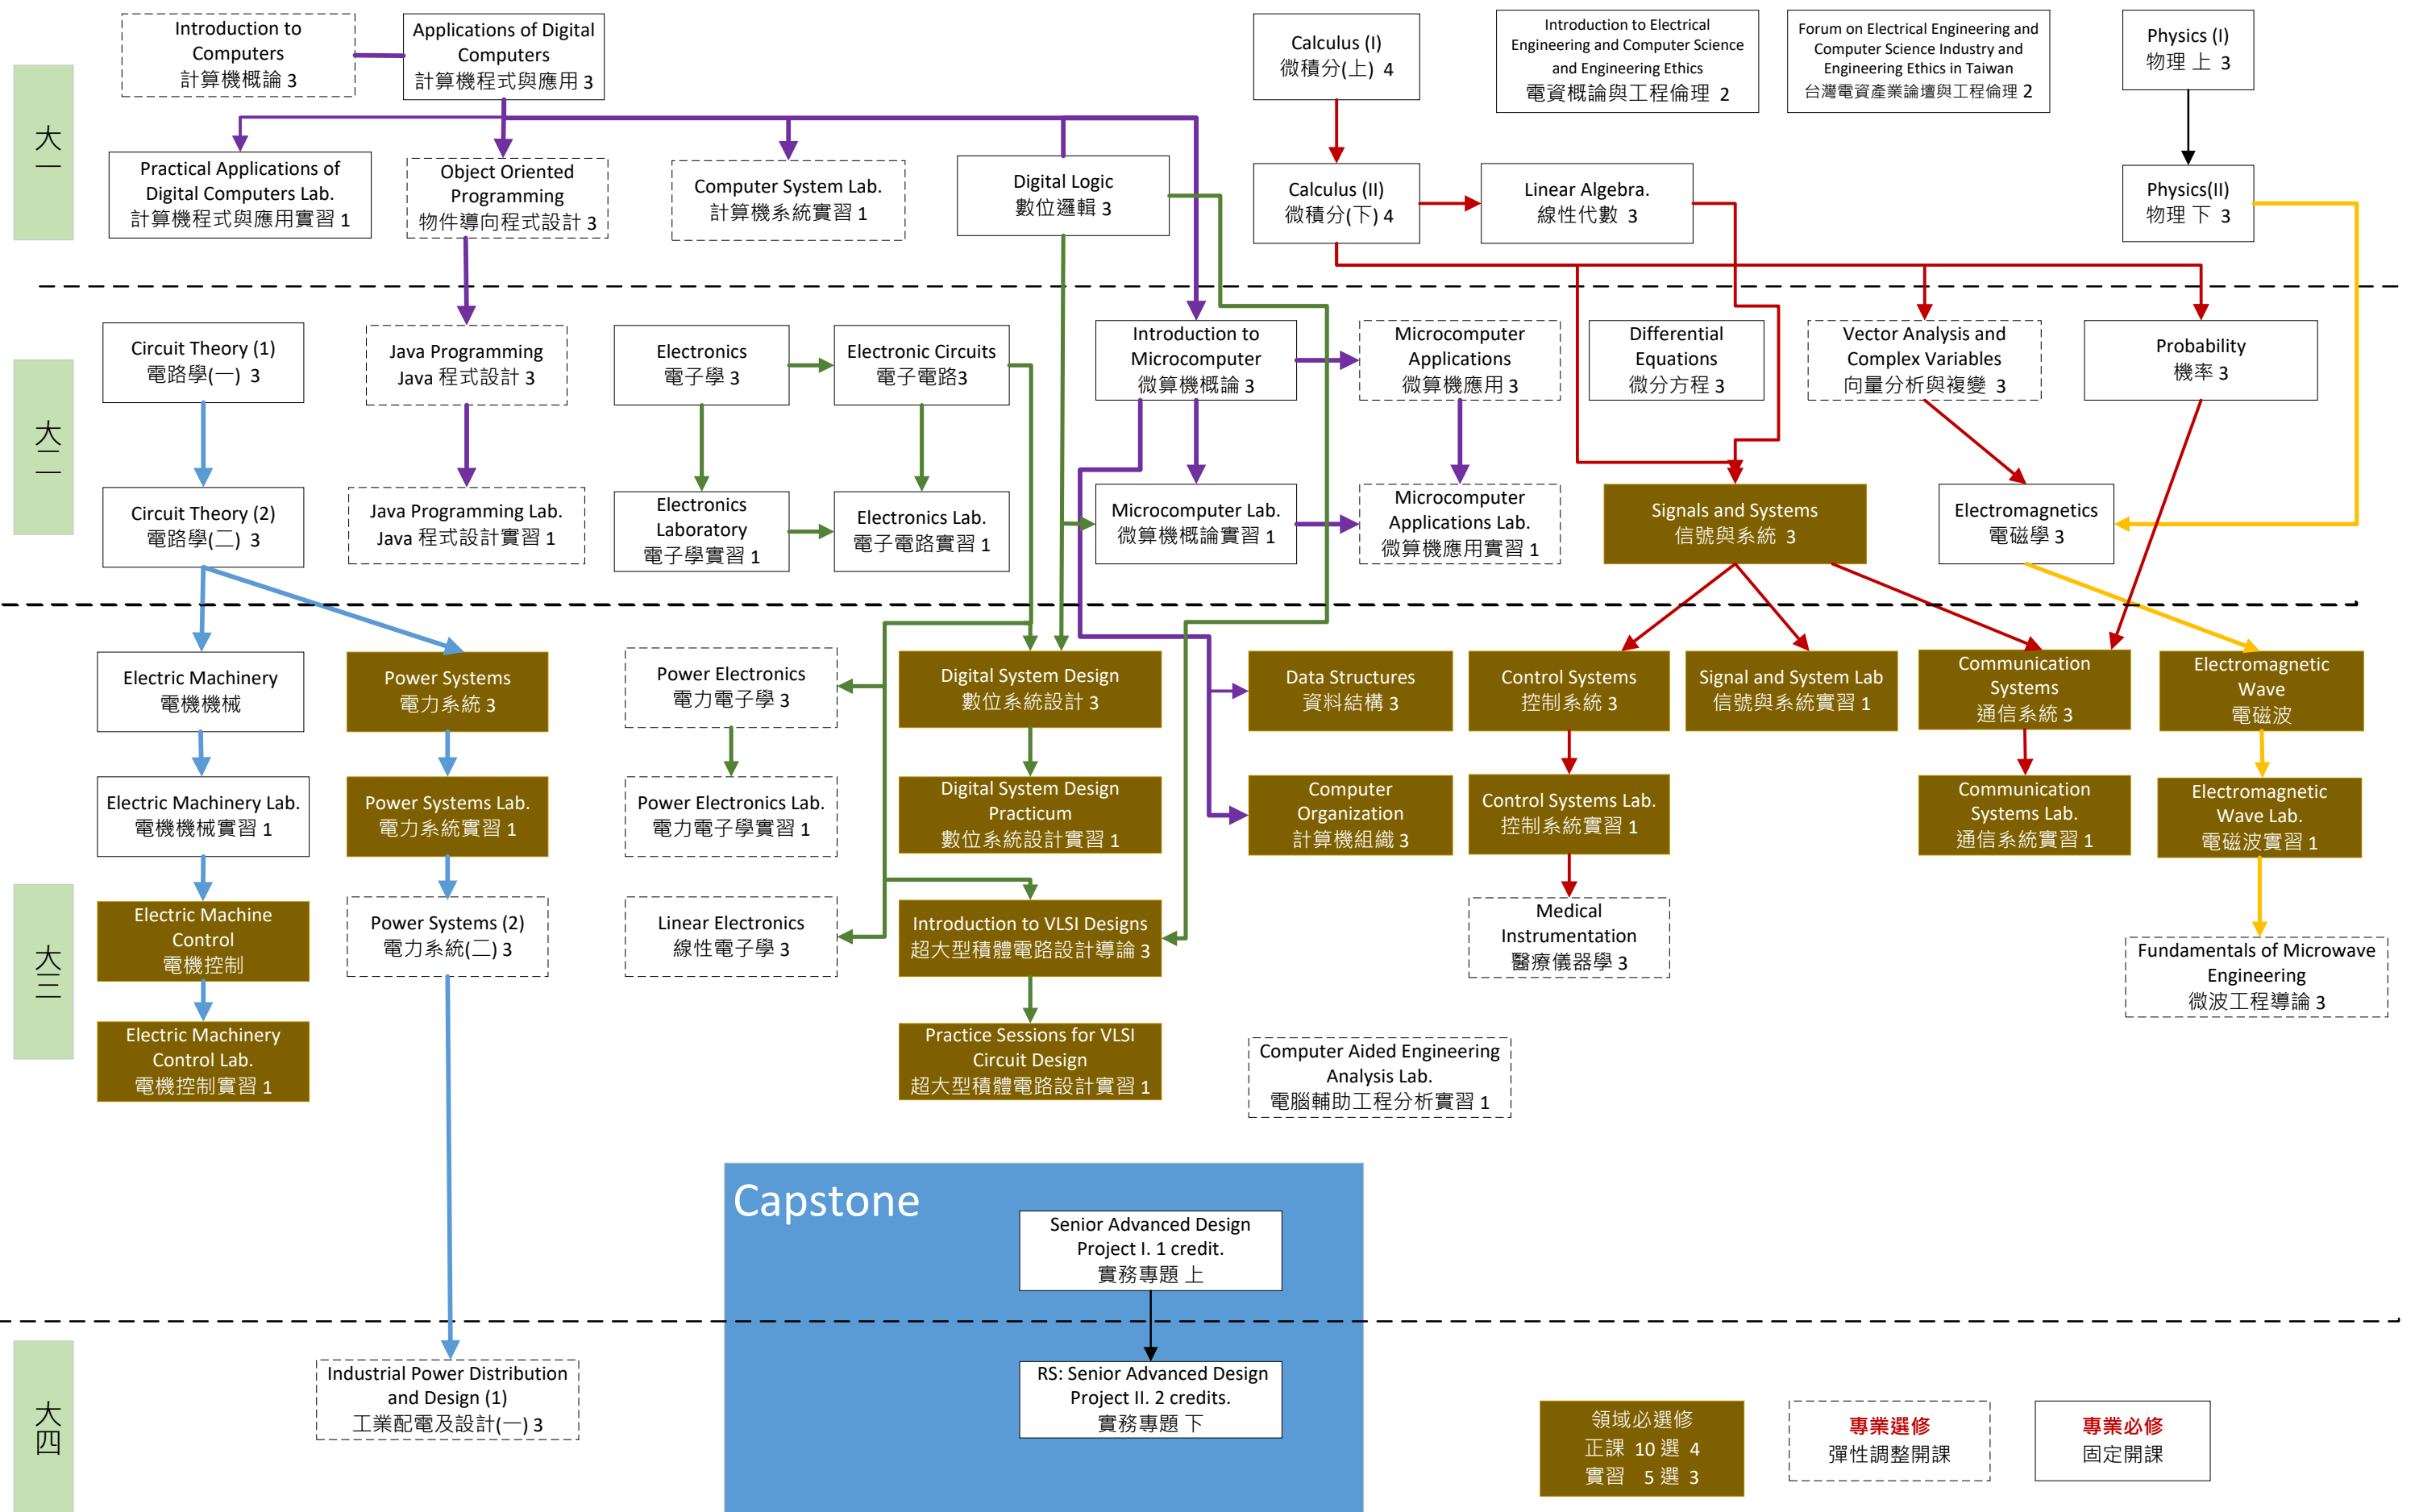 大一
Introduction to
Computers
計算機概論 3
Applications of Digital
Computers
計算機程式與應用 3
Calculus (I)
微積分(上) 4
Introduction to Electrical
Engineering and Computer Science
and Engineering Ethics
電資概論與工程倫理 2
Forum on Electrical Engineering and
Computer Science Industry and
Engineering Ethics in Taiwan
台灣電資產業論壇與工程倫理 2
Physics (I)
物理 上 3
Practical Applications of
Digital Computers Lab.
計算機程式與應用實習 1
Object Oriented
Programming
物件導向程式設計 3
Computer System Lab.
計算機系統實習 1
Digital Logic
數位邏輯 3
Calculus (II)
微積分(下) 4
Linear Algebra.
線性代數 3
Physics(II)
物理 下 3
大二
Circuit Theory (1)
電路學(一) 3
Java Programming
Java 程式設計 3
Electronics
電子學 3
Electronic Circuits
電子電路3
Introduction to
Microcomputer
微算機概論 3
Microcomputer
Applications
微算機應用 3
Differential
Equations
微分方程 3
Vector Analysis and
Complex Variables
向量分析與複變 3
Probability
機率 3
Circuit Theory (2)
電路學(二) 3
Java Programming Lab.
Java 程式設計實習 1
Electronics
Laboratory
電子學實習 1
Electronics Lab.
電子電路實習 1
Microcomputer Lab.
微算機概論實習 1
Microcomputer
Applications Lab.
微算機應用實習 1
Signals and Systems
信號與系統 3
Electromagnetics
電磁學 3
大三
Electric Machinery
電機機械
Power Systems
電力系統 3
Power Electronics
電力電子學 3
Digital System Design
數位系統設計 3
Data Structures
資料結構 3
Control Systems
控制系統 3
Signal and System Lab
信號與系統實習 1
Communication
Systems
通信系統 3
Electromagnetic
Wave
電磁波
Electric Machinery Lab.
電機機械實習 1
Power Systems Lab.
電力系統實習 1
Power Electronics Lab.
電力電子學實習 1
Digital System Design
Practicum
數位系統設計實習 1
Computer
Organization
計算機組織 3
Control Systems Lab.
控制系統實習 1
Communication
Systems Lab.
通信系統實習 1
Electromagnetic
Wave Lab.
電磁波實習 1
Electric Machine
Control
電機控制
Power Systems (2)
電力系統(二) 3
Linear Electronics
線性電子學 3
Introduction to VLSI Designs
超大型積體電路設計導論 3
Medical
Instrumentation
醫療儀器學 3
Fundamentals of Microwave
Engineering
微波工程導論 3
Electric Machinery
Control Lab.
電機控制實習 1
Practice Sessions for VLSI
Circuit Design
超大型積體電路設計實習 1
Computer Aided Engineering
Analysis Lab.
電腦輔助工程分析實習 1
Capstone
Senior Advanced Design
Project I. 1 credit.
實務專題 上
大四
Industrial Power Distribution
and Design (1)
工業配電及設計(一) 3
RS: Senior Advanced Design
Project II. 2 credits.
實務專題 下
領域必選修
正課 10 選 4
實習 5 選 3
專業選修
彈性調整開課
專業必修
固定開課